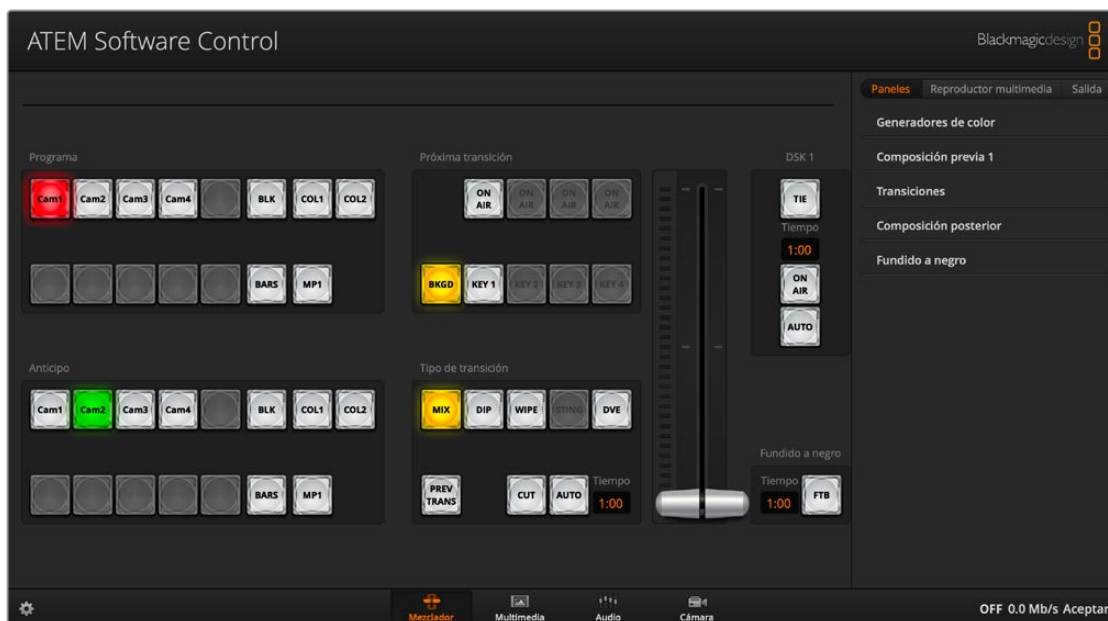 ATEM Software Control
Blackmagicdesign
Paneles Reproductor multimedia Salida
Generadores de color
Composición previa 1
Transiciones
Composición posterior
Fundido a negro
Programa
Cam1 Cam2 Cam3 Cam4 BLK COL1 COL2
BARS MP1
Próxima transición
ON AIR ON AIR ON AIR ON AIR
BKGD KEY 1 KEY 2 KEY 3 KEY 4
DSK 1
TIE
Tiempo
1:00
ON AIR
AUTO
Anticipo
Cam1 Cam2 Cam3 Cam4 BLK COL1 COL2
BARS MP1
Tipo de transición
MIX DIP WIPE STING DVE
PREV TRANS CUT AUTO
Tiempo
1:00
Fundido a negro
Tiempo
1:00
FTB
Mezclador Multimedia Audio Cámara
OFF 0.0 Mb/s Aceptar